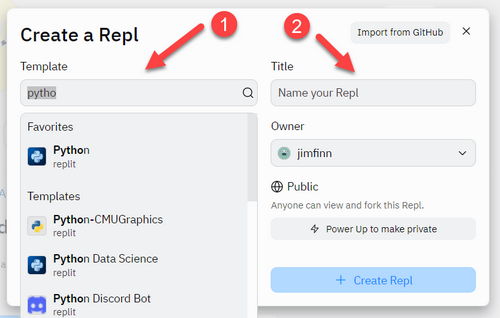 Create a Repl
1
2
Import from GitHub
Template
pytho
Favorites
Python
replit
Templates
Python-CMUGraphics
replit
Python Data Science
replit
Python Discord Bot
replit
Title
Name your Repl
Owner
jimfinn
Public
Anyone can view and fork this Repl.
Power Up to make private
+ Create Repl